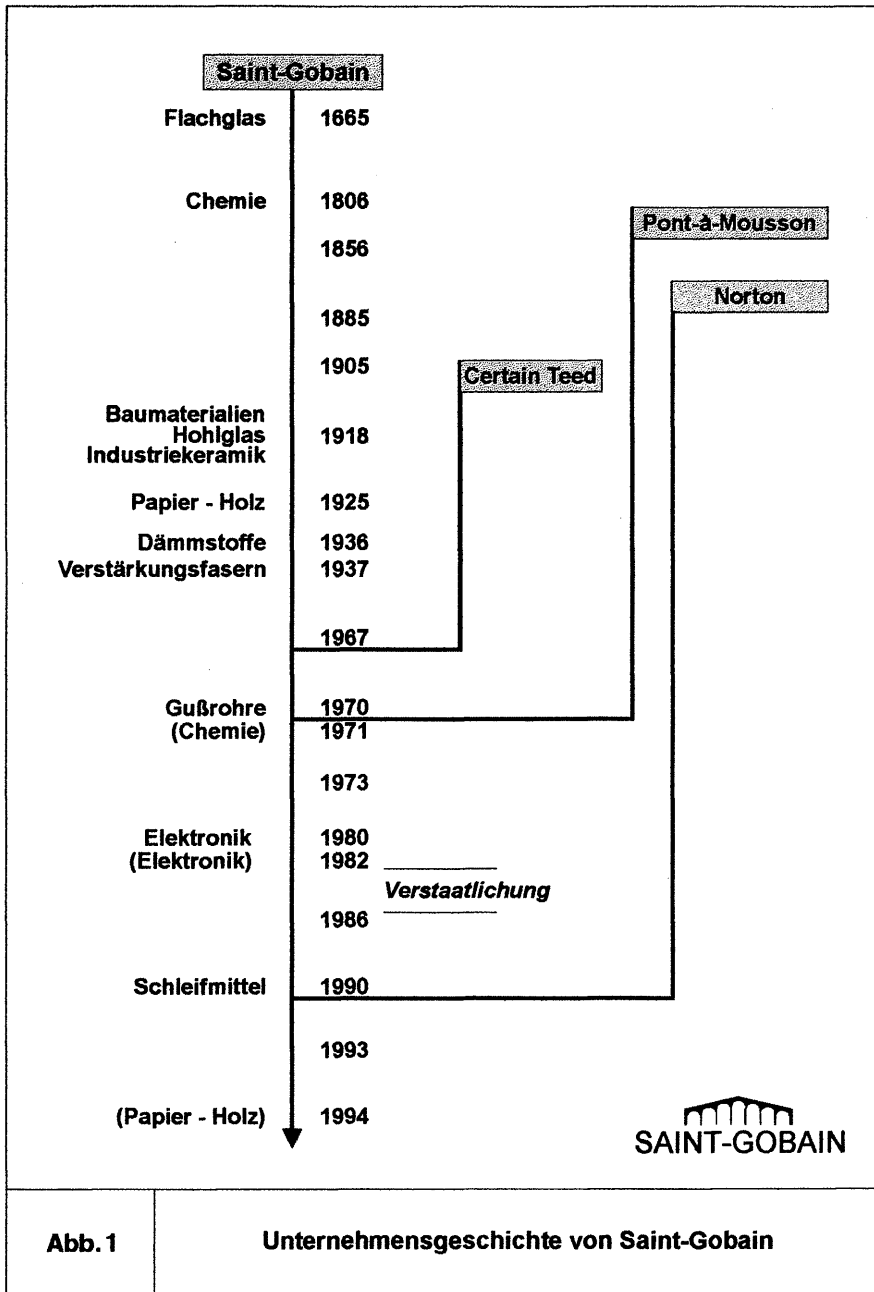 Saint-Gobain
Flachglas 1665
Chemie 1806
Pont-à-Mousson
1856
Norton
1885
1905
Certain Teed
Baumaterialien
Hohlglas 1918
Industriekeramik
Papier - Holz 1925
Dämmstoffe 1936
Verstärkungsfasern 1937
1967
Gußrohre 1970
(Chemie) 1971
1973
Elektronik 1980
(Elektronik) 1982
Verstaatlichung
1986
Schleifmittel 1990
1993
(Papier - Holz) 1994
SAINT-GOBAIN
Abb. 1 Unternehmensgeschichte von Saint-Gobain